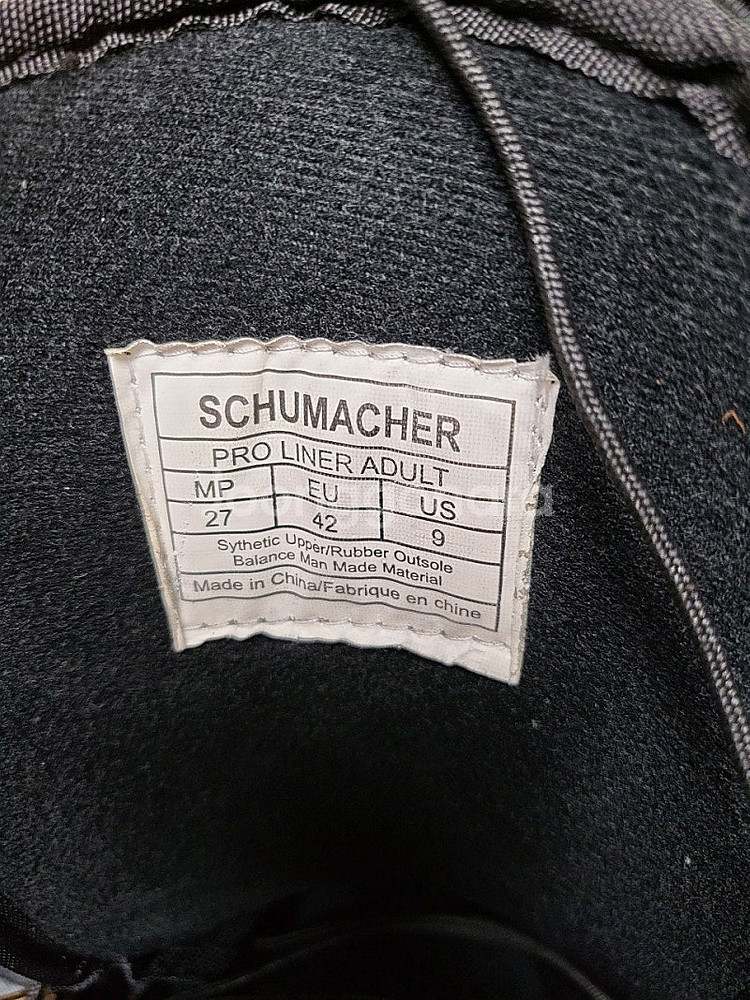 SCHUMACHER
PRO LINER ADULT
MP EU US
27 42 9
Sythetic Upper/Rubber Outsole
Balance Man Made Material
Made in China/Fabrique en chine